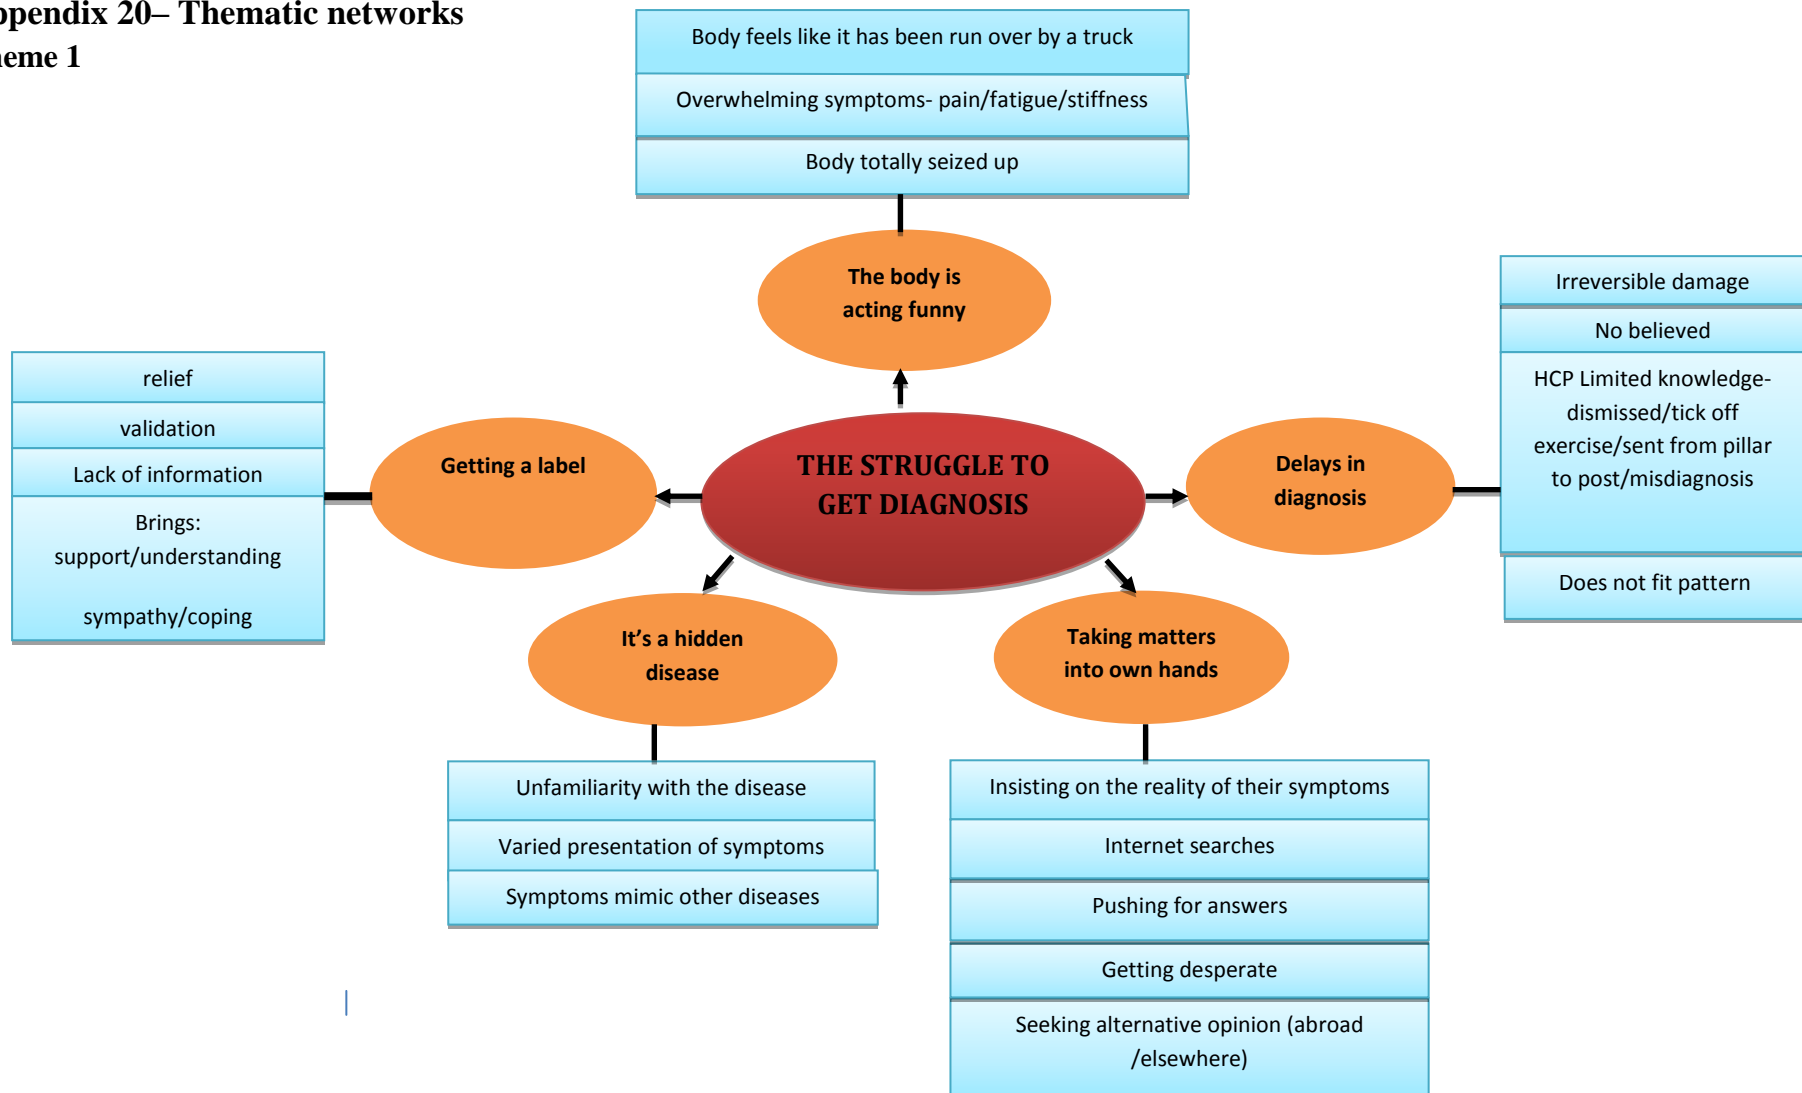 ppendix 20– Thematic networks
eme 1
Body feels like it has been run over by a truck
Overwhelming symptoms- pain/fatigue/stiffness
Body totally seized up
The body is
acting funny
Irreversible damage
No believed
HCP Limited knowledge-
dismissed/tick off
exercise/sent from pillar
to post/misdiagnosis
Does not fit pattern
relief
validation
Lack of information
Brings:
support/understanding
sympathy/coping
Getting a label
THE STRUGGLE TO
GET DIAGNOSIS
Delays in
diagnosis
It’s a hidden
disease
Taking matters
into own hands
Unfamiliarity with the disease
Varied presentation of symptoms
Symptoms mimic other diseases
Insisting on the reality of their symptoms
Internet searches
Pushing for answers
Getting desperate
Seeking alternative opinion (abroad
/elsewhere)